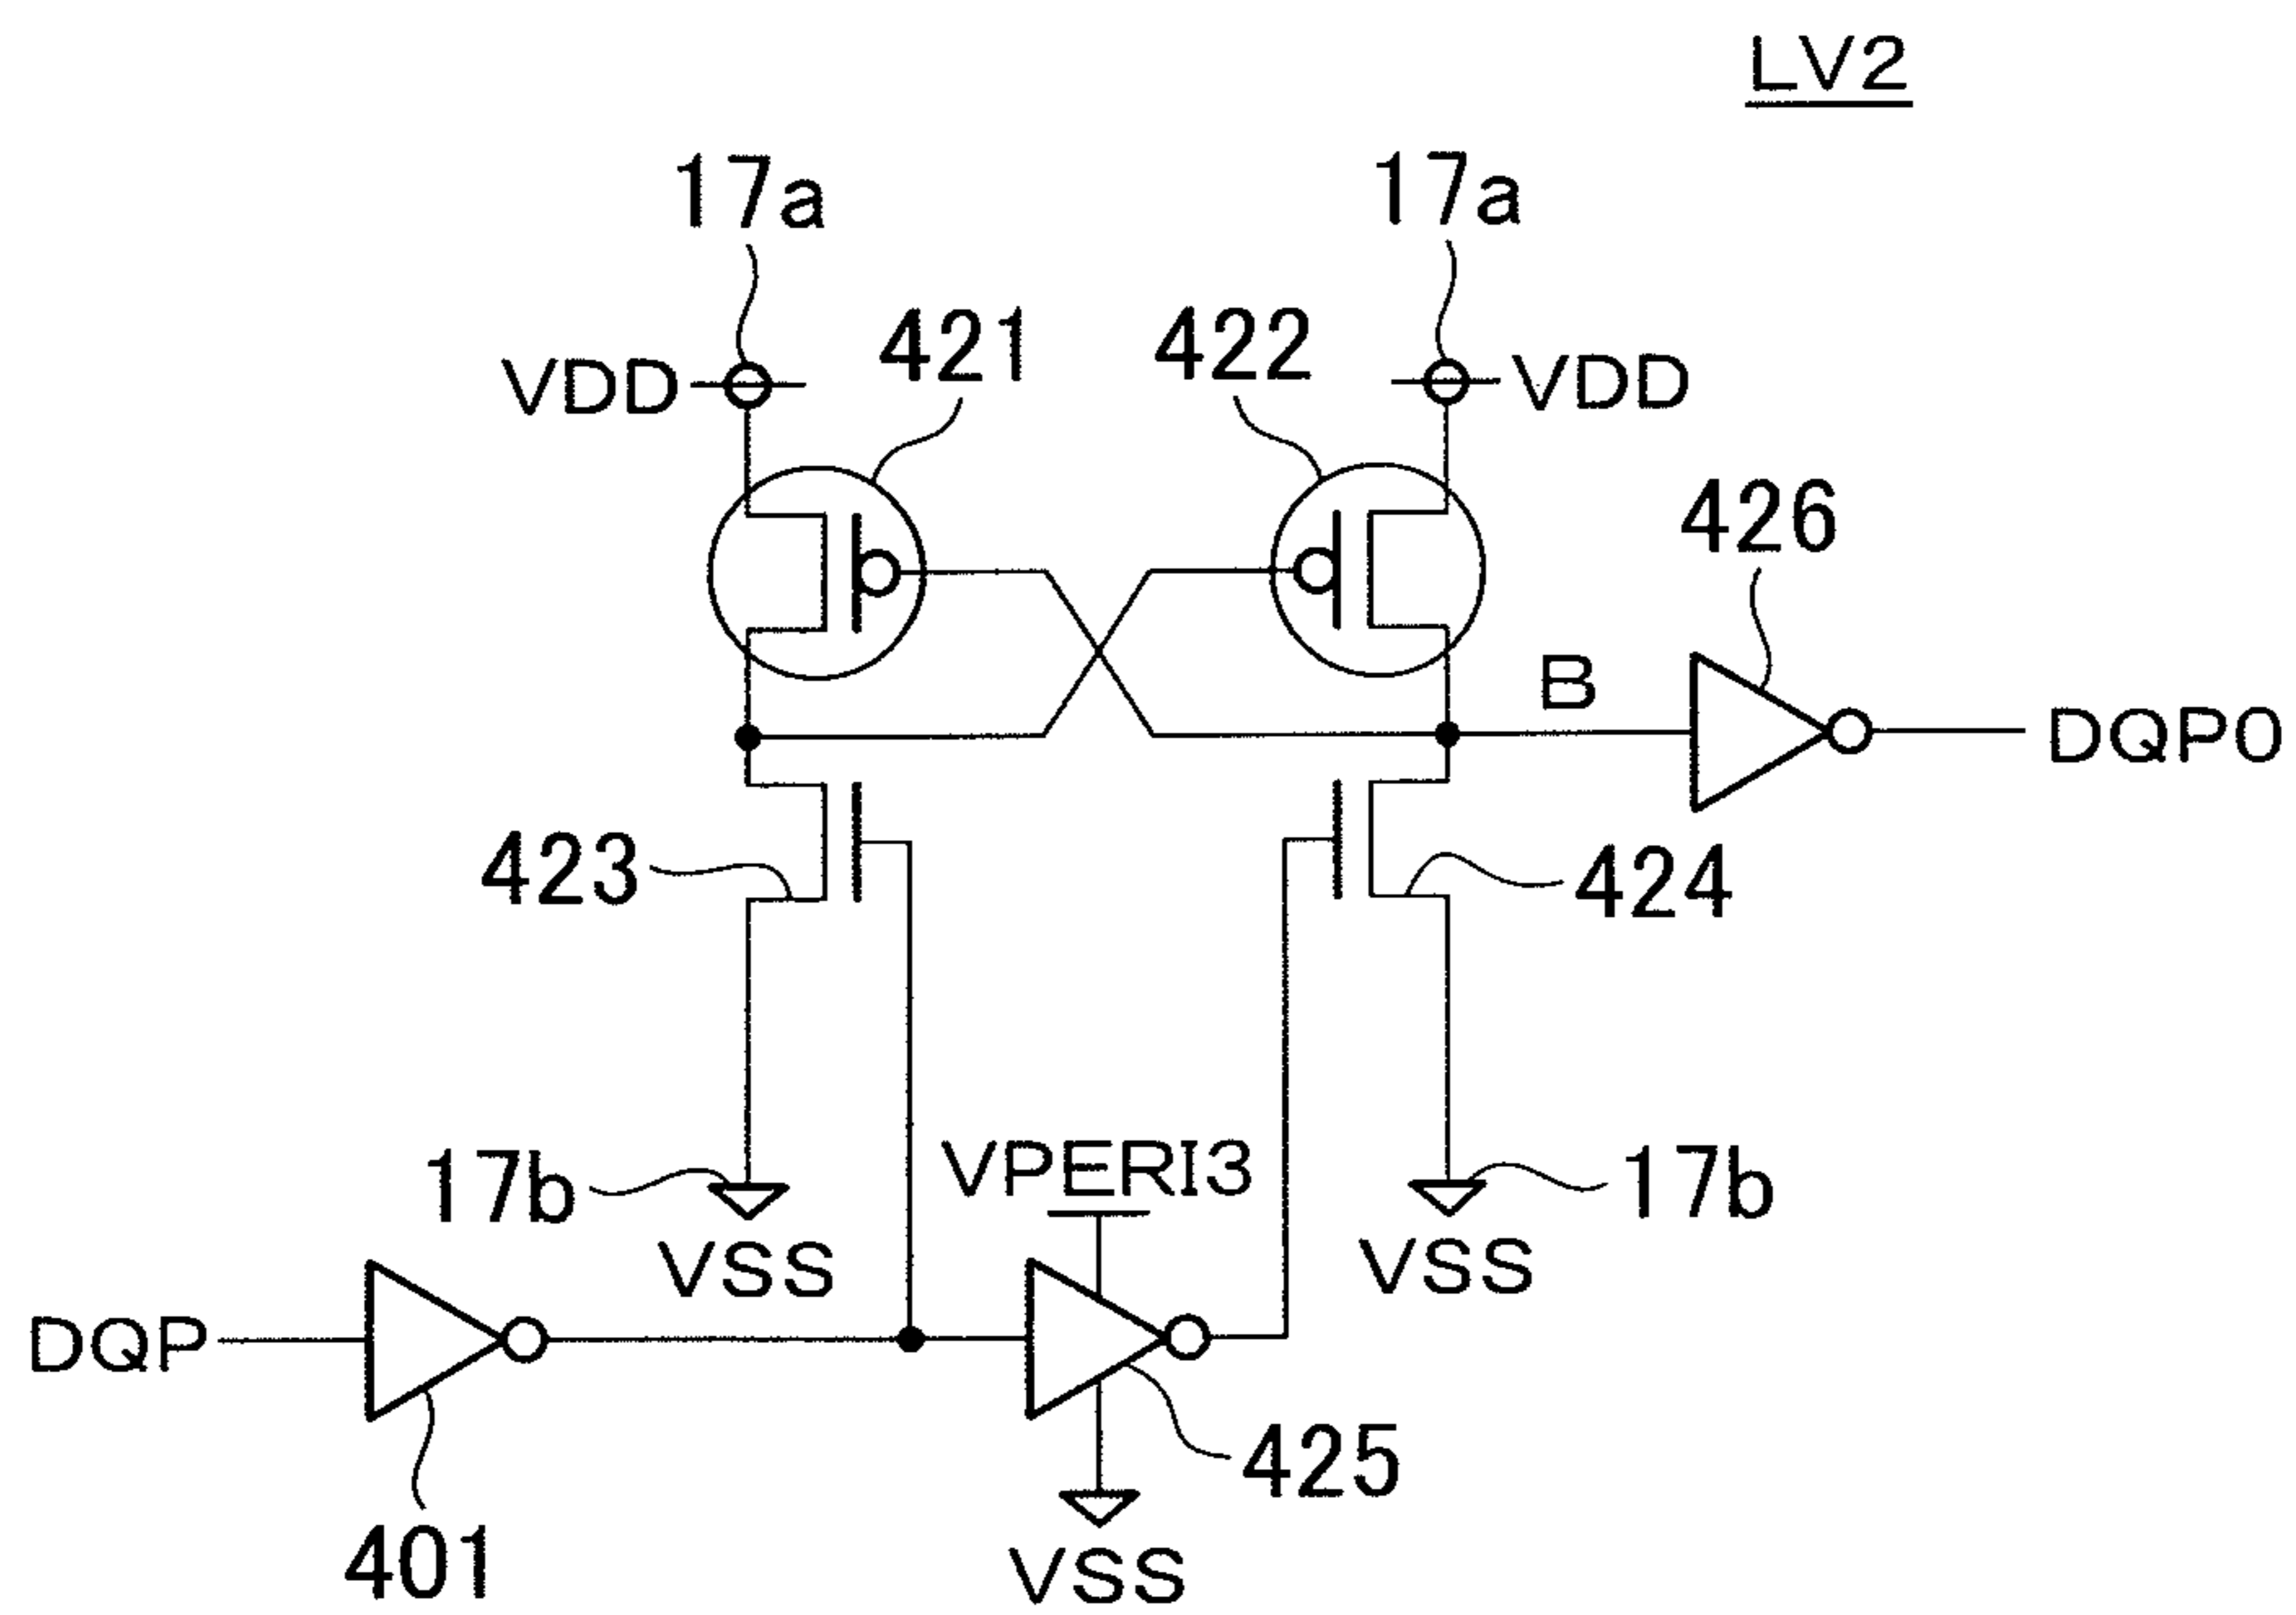 LV2
17a
17a
421
422
VDD
VDD
426
B
DQP0
423
424
17b
VPERI3
17b
VSS
VSS
DQP
425
401
VSS